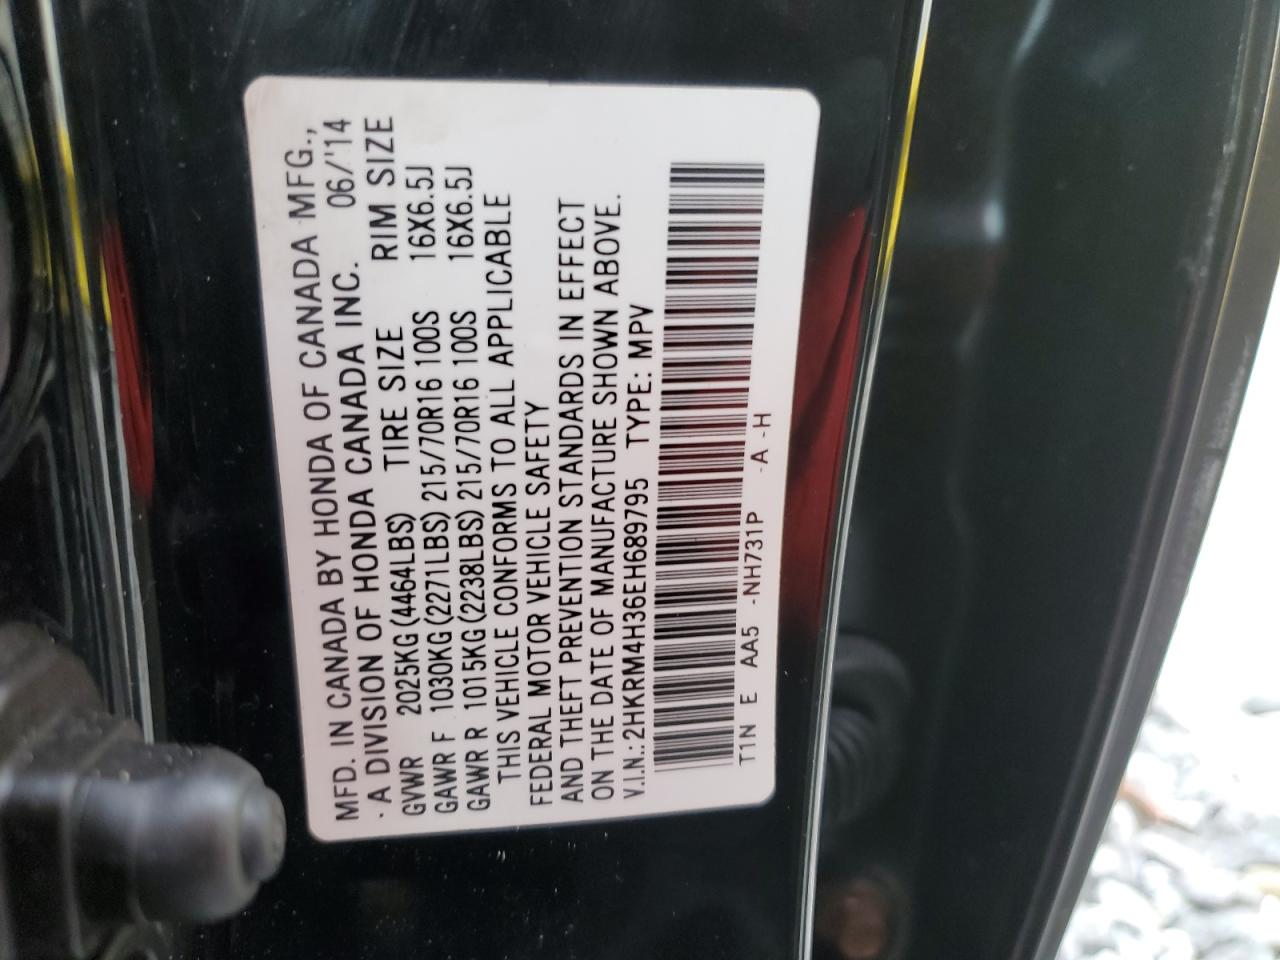 MFD. IN CANADA BY HONDA OF CANADA MFG.,
A DIVISION OF HONDA CANADA INC. 06/'14
GVWR 2025KG(4464LBS) TIRE SIZE RIM SIZE
GAWR F 1030KG(2271LBS) 215/70R16 100S 16X6.5J
GAWR R 1015KG(2238LBS) 215/70R16 100S 16X6.5J
THIS VEHICLE CONFORMS TO ALL APPLICABLE
FEDERAL MOTOR VEHICLE SAFETY
AND THEFT PREVENTION STANDARDS IN EFFECT
ON THE DATE OF MANUFACTURE SHOWN ABOVE.
V.I.N.:2HKRM4H36EH689795 TYPE: MPV
T1N E AA5 -NH731P -A -H